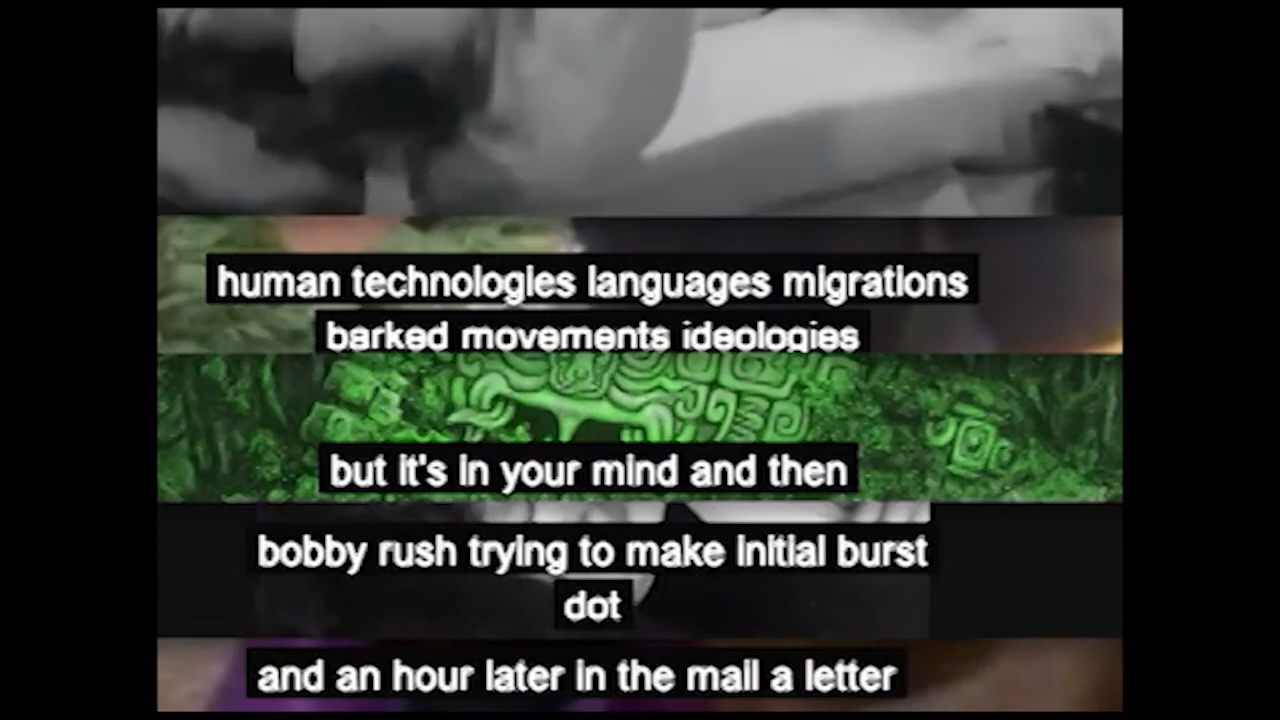 human technologies languages migrations
barked movements ideologies
but it's in your mind and then
bobby rush trying to make initial burst
dot
and an hour later in the mail a letter